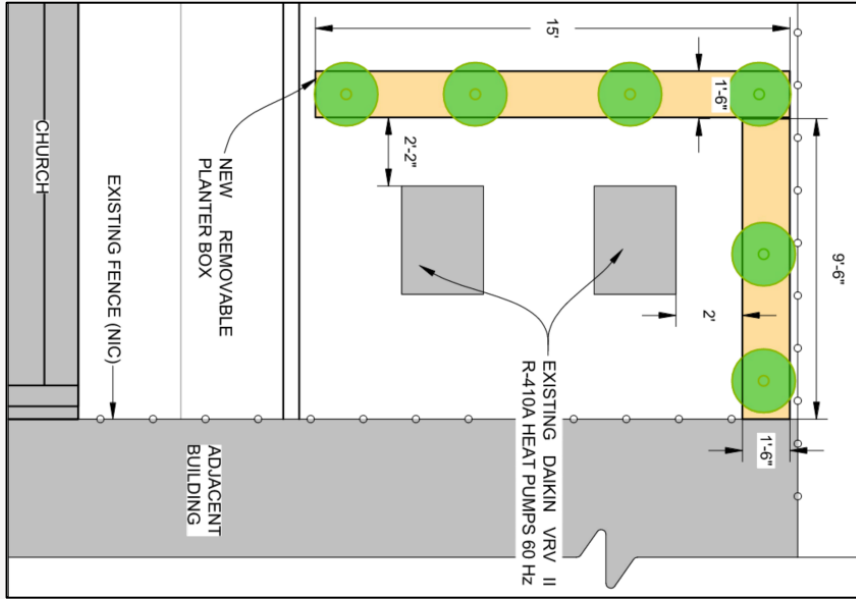 15'
1'-6"
9'-6"
2'-2"
2'
1'-6"
CHURCH
EXISTING FENCE (NIC)
NEW REMOVABLE
PLANTER BOX
EXISTING DAIKIN VRV II
R-410A HEAT PUMPS 60 Hz
ADJACENT
BUILDING